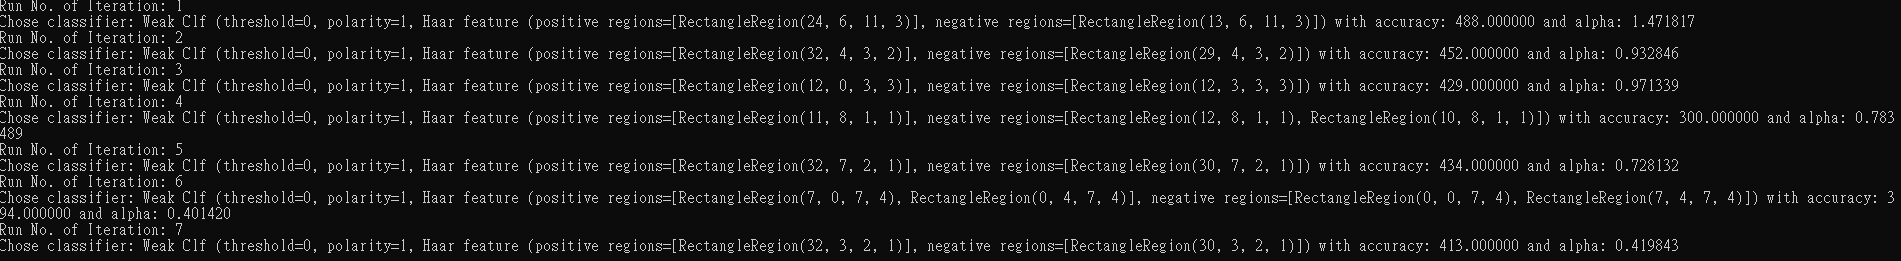 Run No. of Iteration: 1
Chose classifier: Weak Clf (threshold=0, polarity=1, Haar feature (positive regions=[RectangleRegion(24, 6, 11, 3)], negative regions=[RectangleRegion(13, 6, 11, 3)]) with accuracy: 488.000000 and alpha: 1.471817
Run No. of Iteration: 2
Chose classifier: Weak Clf (threshold=0, polarity=1, Haar feature (positive regions=[RectangleRegion(32, 4, 3, 2)], negative regions=[RectangleRegion(29, 4, 3, 2)]) with accuracy: 452.000000 and alpha: 0.932846
Run No. of Iteration: 3
Chose classifier: Weak Clf (threshold=0, polarity=1, Haar feature (positive regions=[RectangleRegion(12, 0, 3, 3)], negative regions=[RectangleRegion(12, 3, 3, 3)]) with accuracy: 429.000000 and alpha: 0.971339
Run No. of Iteration: 4
Chose classifier: Weak Clf (threshold=0, polarity=1, Haar feature (positive regions=[RectangleRegion(11, 8, 1, 1)], negative regions=[RectangleRegion(12, 8, 1, 1), RectangleRegion(10, 8, 1, 1)]) with accuracy: 300.000000 and alpha: 0.783
489
Run No. of Iteration: 5
Chose classifier: Weak Clf (threshold=0, polarity=1, Haar feature (positive regions=[RectangleRegion(32, 7, 2, 1)], negative regions=[RectangleRegion(30, 7, 2, 1)]) with accuracy: 434.000000 and alpha: 0.728132
Run No. of Iteration: 6
Chose classifier: Weak Clf (threshold=0, polarity=1, Haar feature (positive regions=[RectangleRegion(7, 0, 7, 4), RectangleRegion(0, 4, 7, 4)], negative regions=[RectangleRegion(0, 0, 7, 4), RectangleRegion(7, 4, 7, 4)]) with accuracy: 3
94.000000 and alpha: 0.401420
Run No. of Iteration: 7
Chose classifier: Weak Clf (threshold=0, polarity=1, Haar feature (positive regions=[RectangleRegion(32, 3, 2, 1)], negative regions=[RectangleRegion(30, 3, 2, 1)]) with accuracy: 413.000000 and alpha: 0.419843